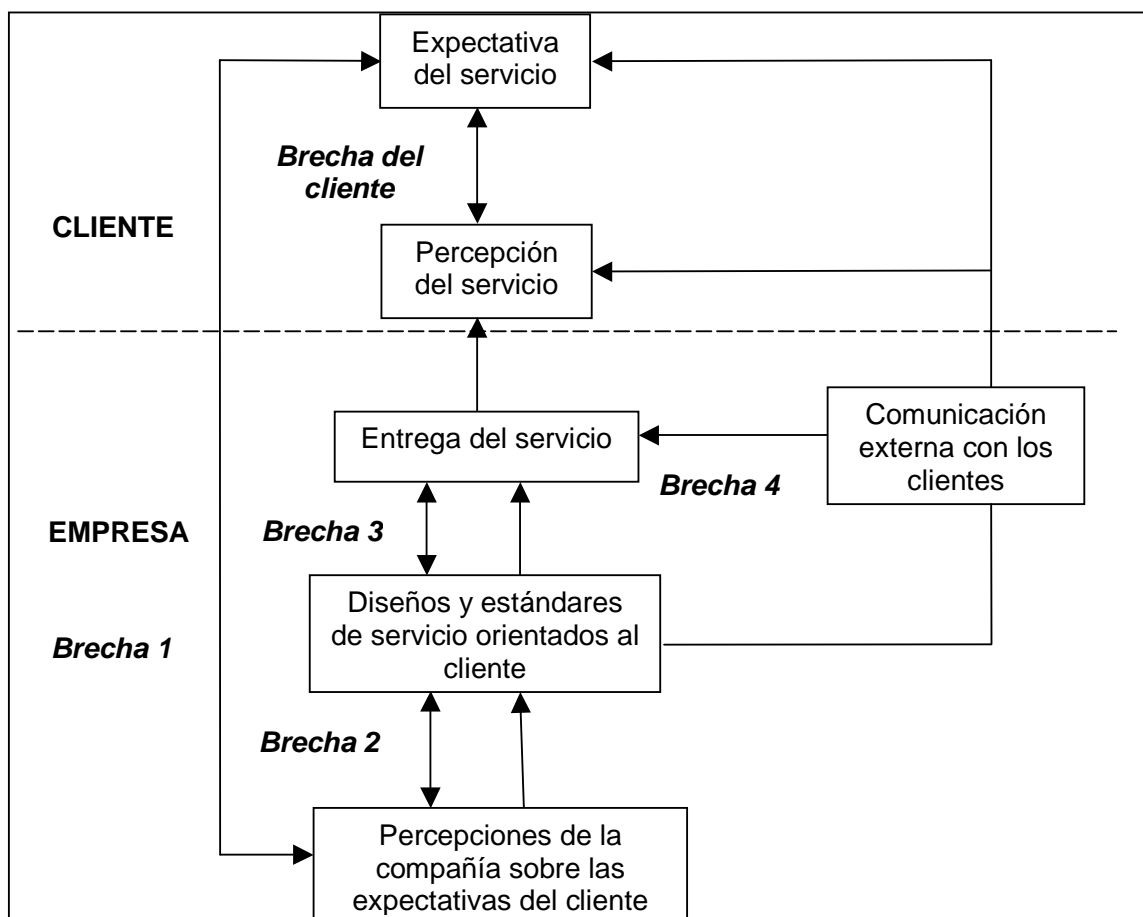 Expectativa
del servicio
Brecha del
cliente
CLIENTE
Percepción
del servicio
Entrega del servicio
Comunicación
externa con los
clientes
Brecha 4
EMPRESA
Brecha 3
Diseños y estándares
de servicio orientados al
cliente
Brecha 1
Brecha 2
Percepciones de la
compañía sobre las
expectativas del cliente